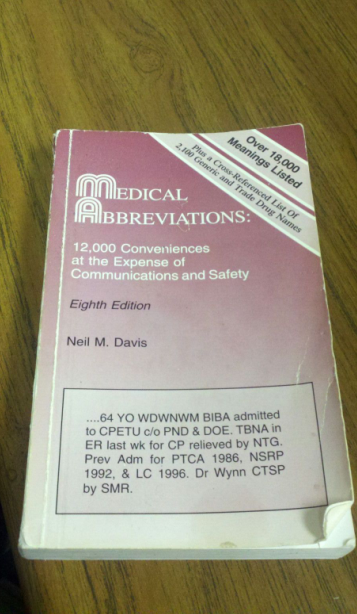 Over 18,000
Meanings Listed
Plus a Cross-Referenced List Of
2,100 Generic and Trade Drug Names
MEDICAL
ABBREVIATIONS:
12,000 Conveniences
at the Expense of
Communications and Safety
Eighth Edition
Neil M. Davis
....64 YO WDWNWM BIBA admitted
to CPETU c/o PND & DOE. TBNA in
ER last wk for CP relieved by NTG.
Prev Adm for PTCA 1986, NSRP
1992, & LC 1996. Dr Wynn CTSP
by SMR.